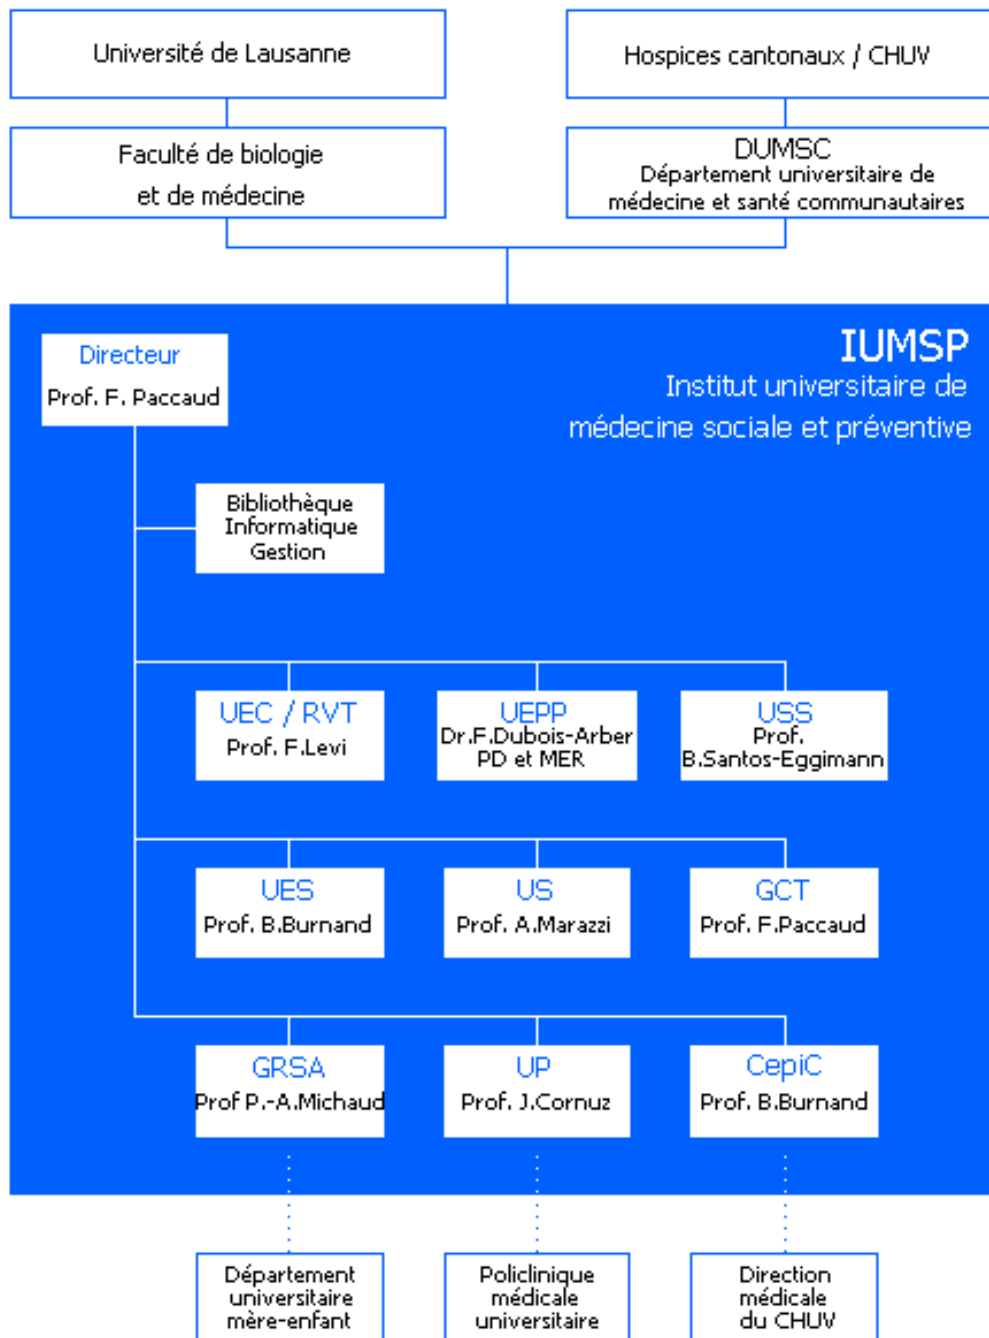 Université de Lausanne
Hospices cantonaux / CHUV
Faculté de biologie
et de médecine
DUMSC
Département universitaire de
médecine et santé communautaires
IUMSP
Institut universitaire de
médecine sociale et préventive
Directeur
Prof. F. Paccaud
Bibliothèque
Informatique
Gestion
UEC / RVT
Prof. F.Levi
UEPP
Dr.F.Dubois-Arber
PD et MER
USS
Prof.
B.Santos-Eggimann
UES
Prof. B.Burnand
US
Prof. A.Marazzi
GCT
Prof. F.Paccaud
GRSA
Prof P.-A.Michaud
UP
Prof. J.Cornuz
CepiC
Prof. B.Burnand
Département
universitaire
mère-enfant
Policlinique
médicale
universitaire
Direction
médicale
du CHUV